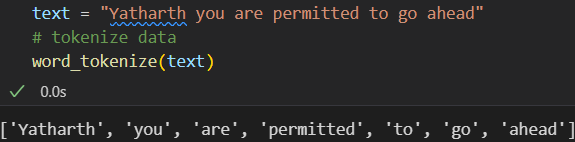 text = "Yatharth you are permitted to go ahead"
# tokenize data
word_tokenize(text)
0.0s
['Yatharth', 'you', 'are', 'permitted', 'to', 'go', 'ahead']